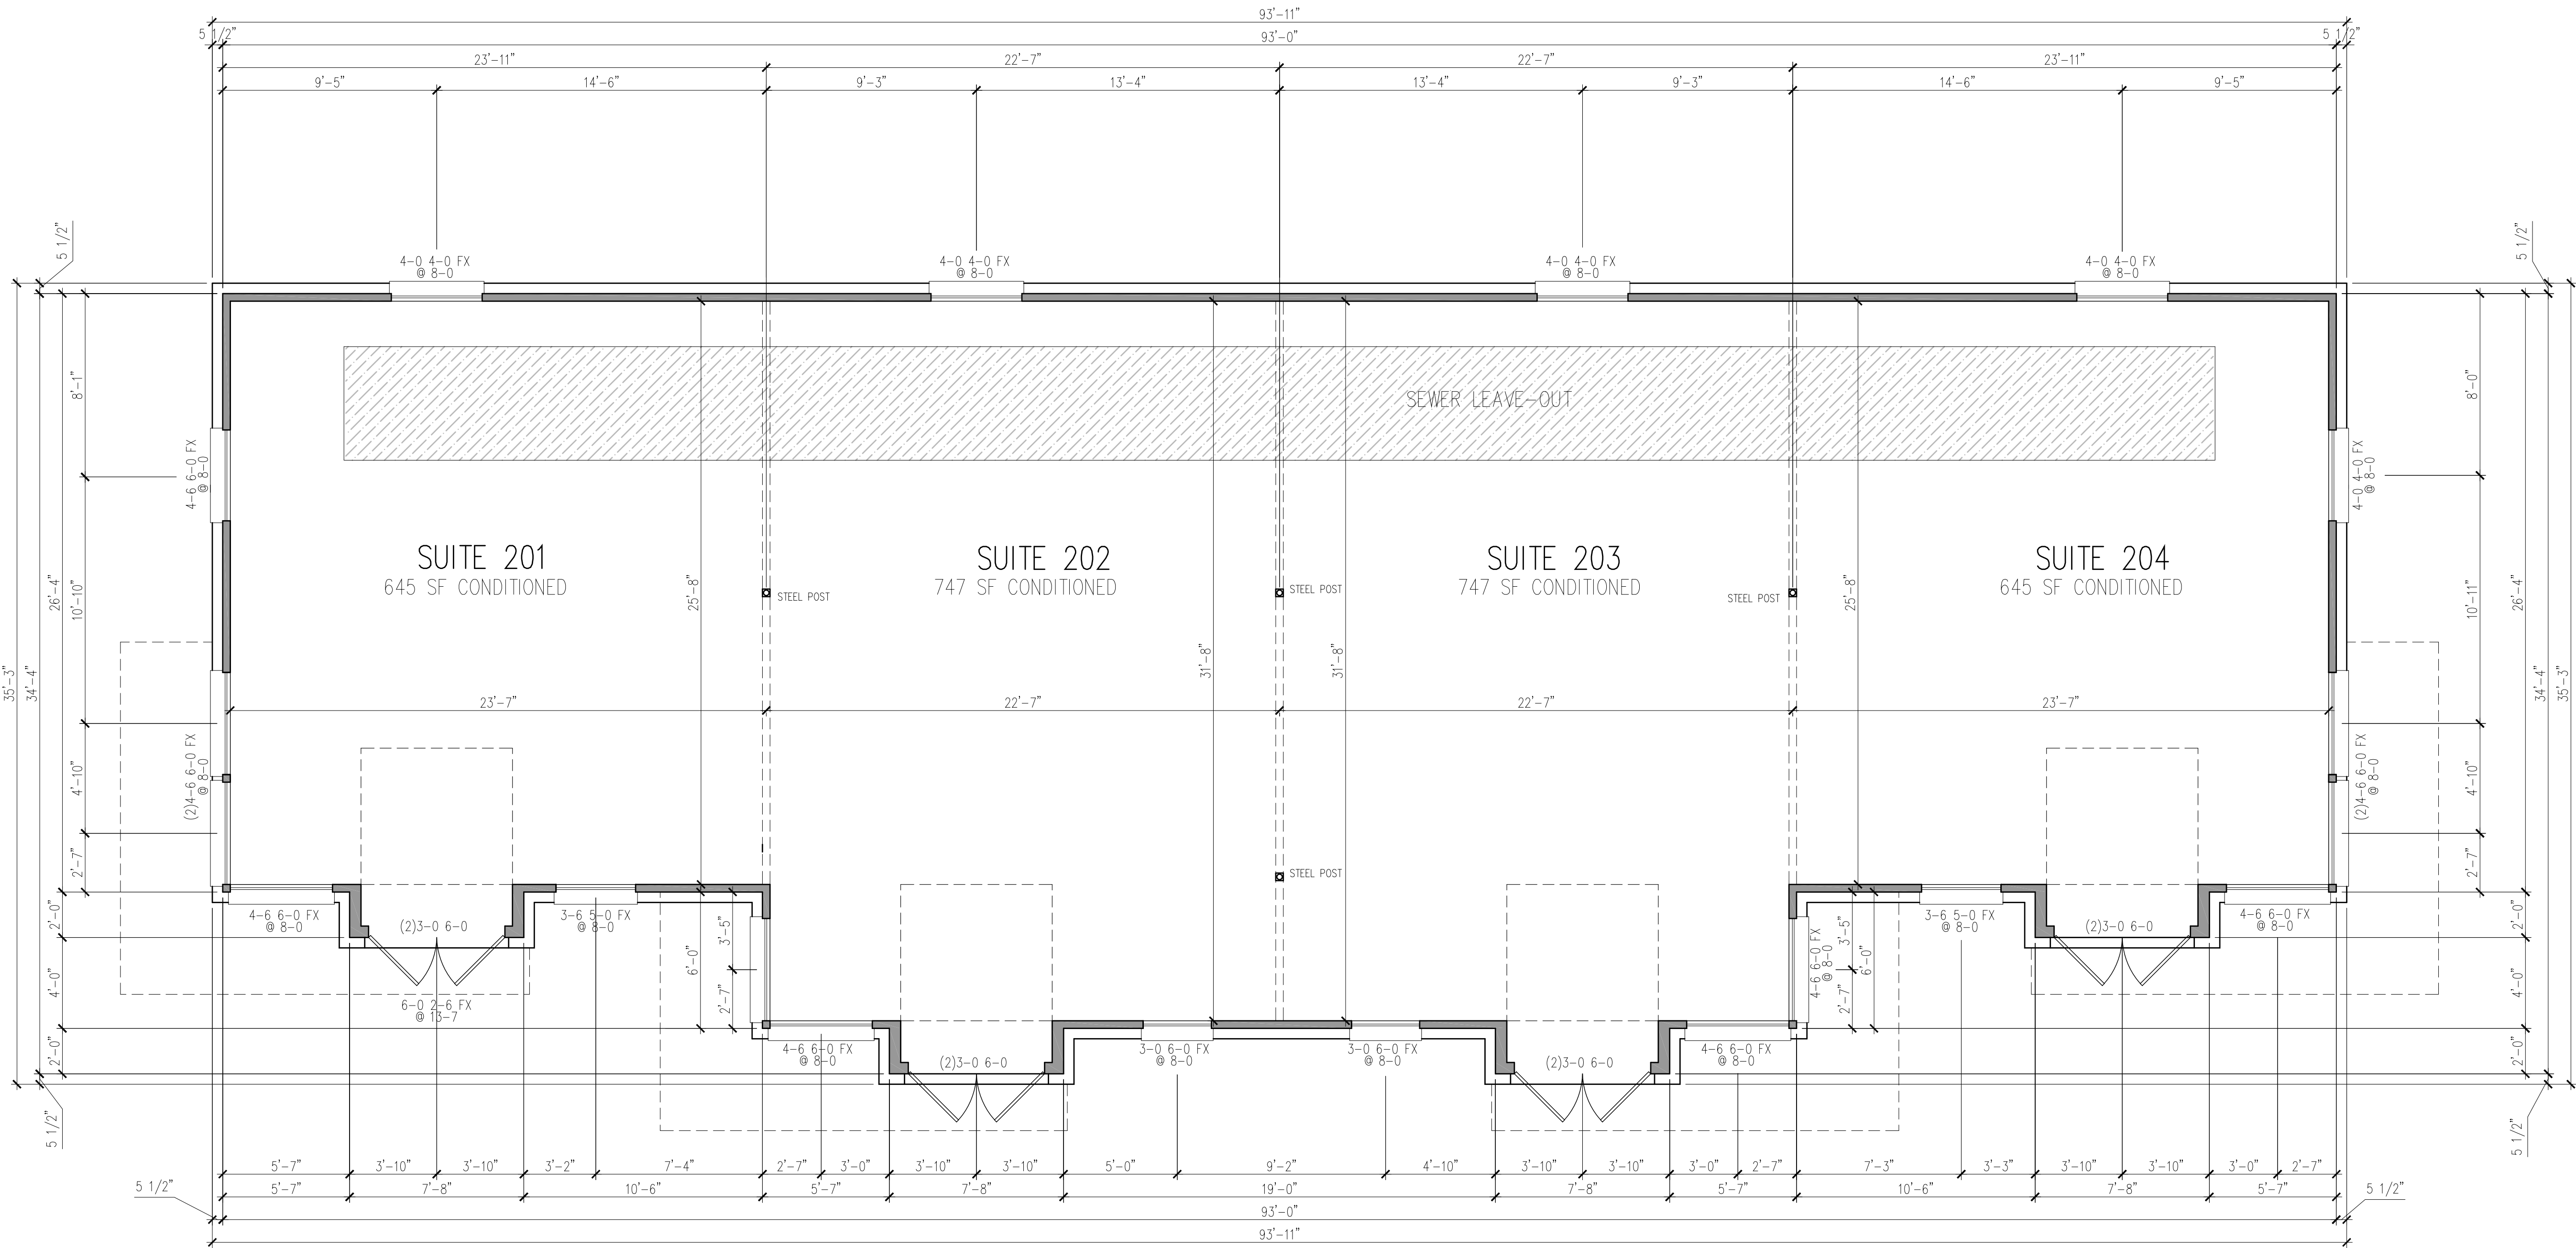 93'-11"
5 1/2" 93'-0" 5 1/2"
23'-11" 22'-7" 22'-7" 23'-11"
9'-5" 14'-6" 9'-3" 13'-4" 13'-4" 9'-3" 14'-6" 9'-5"
5 1/2"
5 1/2"
4-0 4-0 FX
@ 8-0
4-0 4-0 FX
@ 8-0
4-0 4-0 FX
@ 8-0
4-0 4-0 FX
@ 8-0
SEWER LEAVE-OUT
35'-3"
34'-4"
26'-4"
8'-1"
10'-10"
4'-10"
2'-7"
2'-0"
4'-0"
2'-0"
5 1/2"
4-6 6-0 FX
@ 8-0
(2)4-6 6-0 FX
@ 8-0
SUITE 201
645 SF CONDITIONED
SUITE 202
747 SF CONDITIONED
SUITE 203
747 SF CONDITIONED
SUITE 204
645 SF CONDITIONED
25'-8"
STEEL POST
31'-8"
STEEL POST
31'-8"
STEEL POST
25'-8"
23'-7" 22'-7" 22'-7" 23'-7"
STEEL POST
4-0 4-0 FX
@ 8-0
(2)4-6 6-0 FX
@ 8-0
8'-0"
10'-11"
4'-10"
2'-7"
2'-0"
4'-0"
2'-0"
26'-4"
34'-4"
35'-3"
5 1/2"
4-6 6-0 FX
@ 8-0
(2)3-0 6-0
3-6 5-0 FX
@ 8-0
6-0 2-6 FX
@ 13-7
6'-0"
3'-5"
2'-7"
4-6 6-0 FX
@ 8-0
(2)3-0 6-0
3-0 6-0 FX
@ 8-0
3-0 6-0 FX
@ 8-0
(2)3-0 6-0
4-6 6-0 FX
@ 8-0
4-6 6-0 FX
@ 8-0
3'-5"
2'-7"
6'-0"
3-6 5-0 FX
@ 8-0
(2)3-0 6-0
4-6 6-0 FX
@ 8-0
5'-7" 3'-10" 3'-10" 3'-2" 7'-4" 2'-7" 3'-0" 3'-10" 3'-10" 5'-0" 9'-2" 4'-10" 3'-10" 3'-10" 3'-0" 2'-7" 7'-3" 3'-3" 3'-10" 3'-10" 3'-0" 2'-7"
5 1/2" 5'-7" 7'-8" 10'-6" 5'-7" 7'-8" 19'-0" 7'-8" 5'-7" 10'-6" 7'-8" 5'-7" 5 1/2"
93'-0"
93'-11"